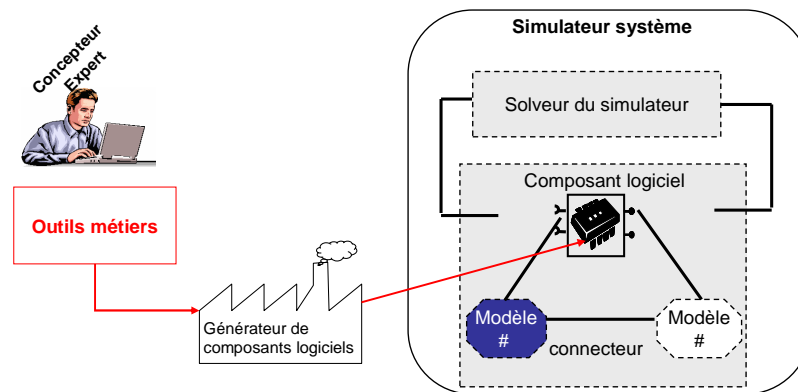 Simulateur système
Concepteur
Expert
Solveur du simulateur
Composant logiciel
Outils métiers
Générateur de
composants logiciels
Modèle
#
Modèle
#
connecteur